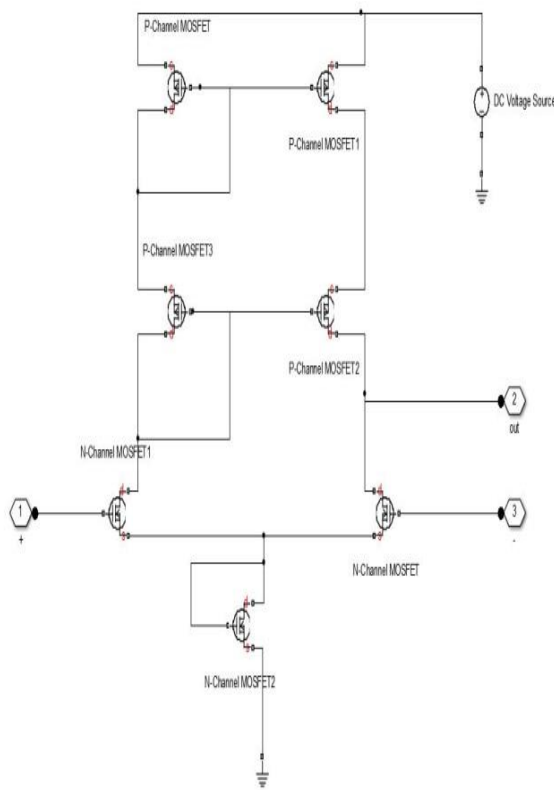 P-Channel MOSFET
DC Voltage Source
P-Channel MOSFET1
P-Channel MOSFET3
P-Channel MOSFET2
2
out
N-Channel MOSFET1
1
+
3
-
N-Channel MOSFET
N-Channel MOSFET2